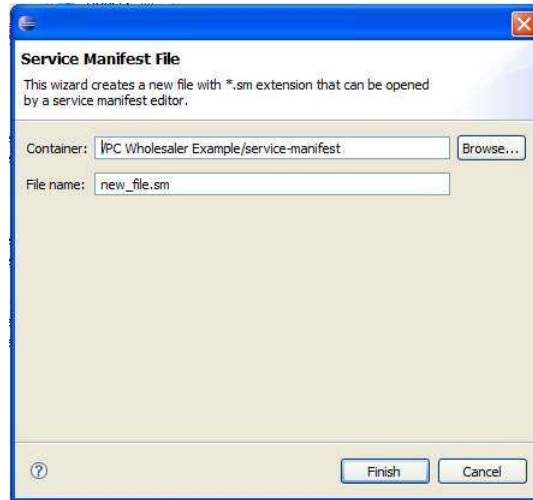 Service Manifest File
This wizard creates a new file with *.sm extension that can be opened
by a service manifest editor.
Container: /PC Wholesaler Example/service-manifest Browse...
File name: new_file.sm
Finish Cancel